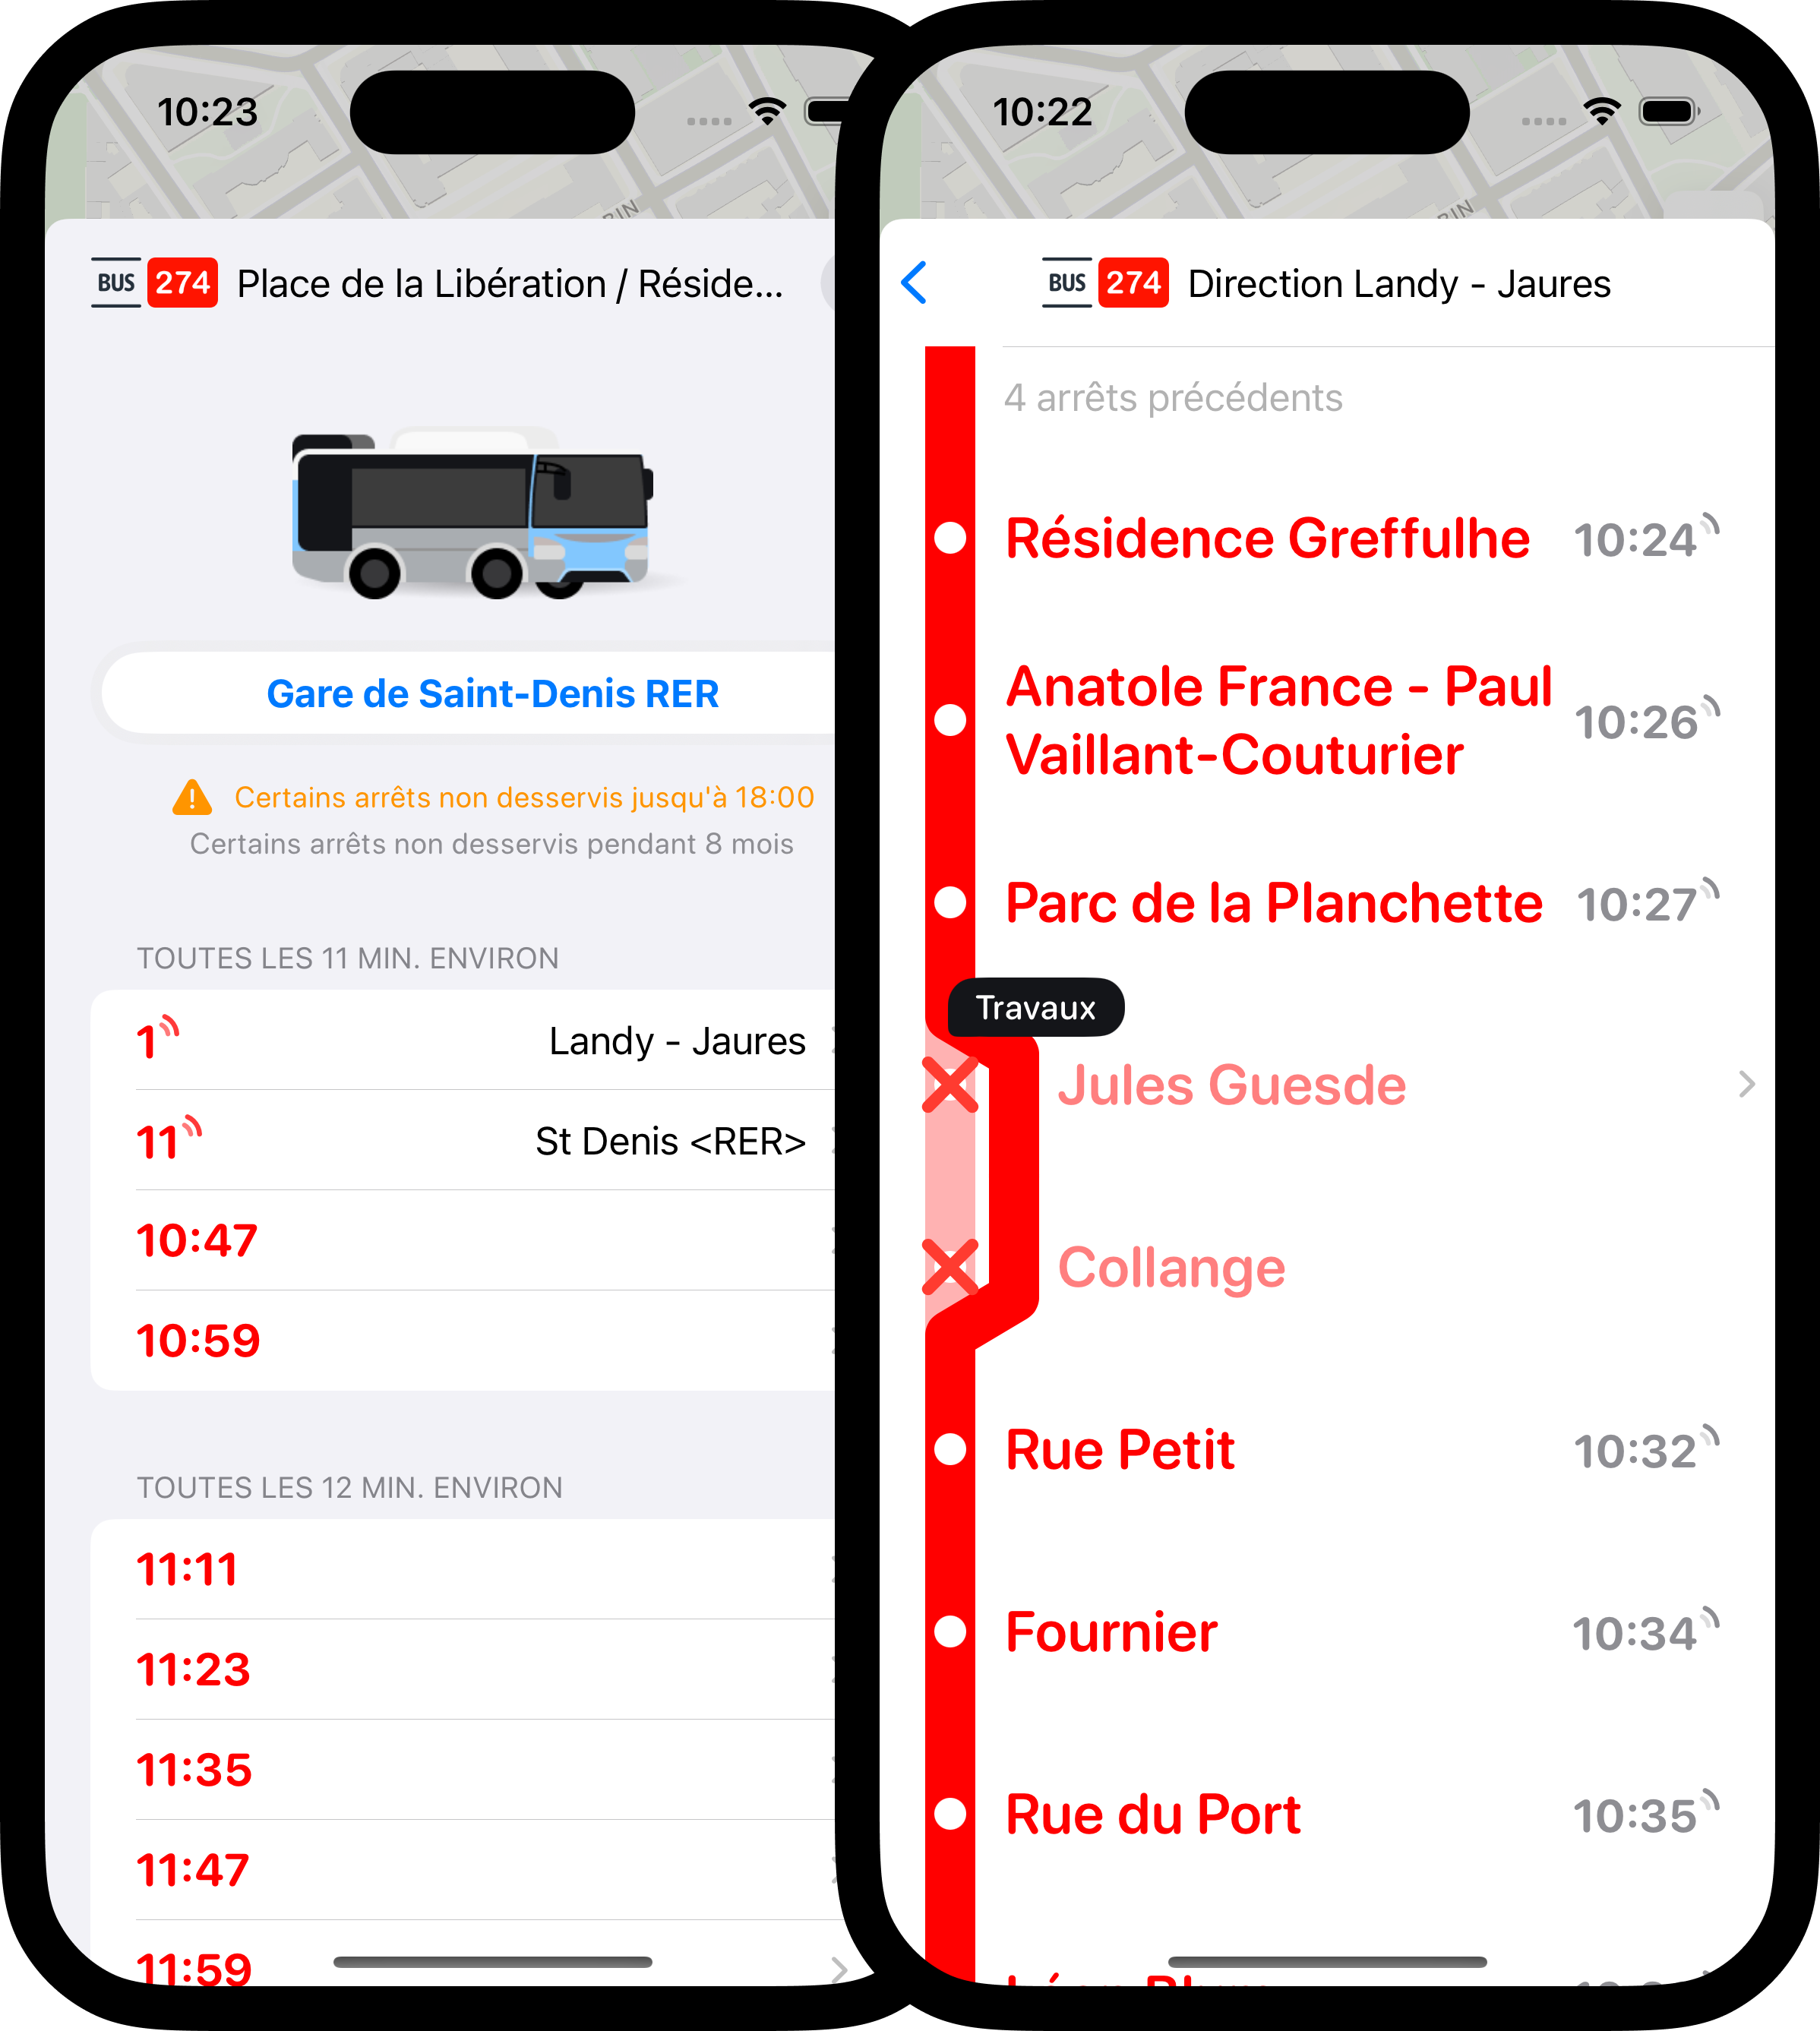 10:23
BIN
BUS 274 Place de la Libération / Réside...
Gare de Saint-Denis RER
Certains arrêts non desservis jusqu'à 18:00
Certains arrêts non desservis pendant 8 mois
TOUTES LES 11 MIN. ENVIRON
1 Landy - Jaures
11 St Denis <RER>
10:47
10:59
TOUTES LES 12 MIN. ENVIRON
11:11
11:23
11:35
11:47
11:59
10:22
BIN
BUS 274 Direction Landy - Jaures
4 arrêts précédents
Résidence Greffulhe 10:24
Anatole France - Paul
Vaillant-Couturier 10:26
Parc de la Planchette 10:27
Travaux
Jules Guesde
Collange
Rue Petit 10:32
Fournier 10:34
Rue du Port 10:35